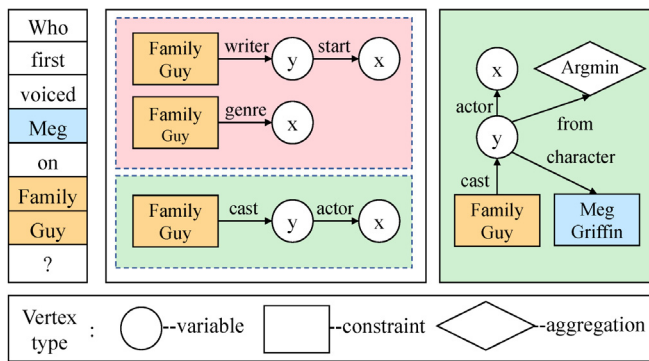 Who
first
voiced
Meg
on
Family
Guy
?
Family
Guy
writer
y
start
x
Family
Guy
genre
x
Family
Guy
cast
y
actor
x
x
Argmin
actor
from
y
character
cast
Family
Guy
Meg
Griffin
Vertex
type
:
--variable
--constraint
--aggregation